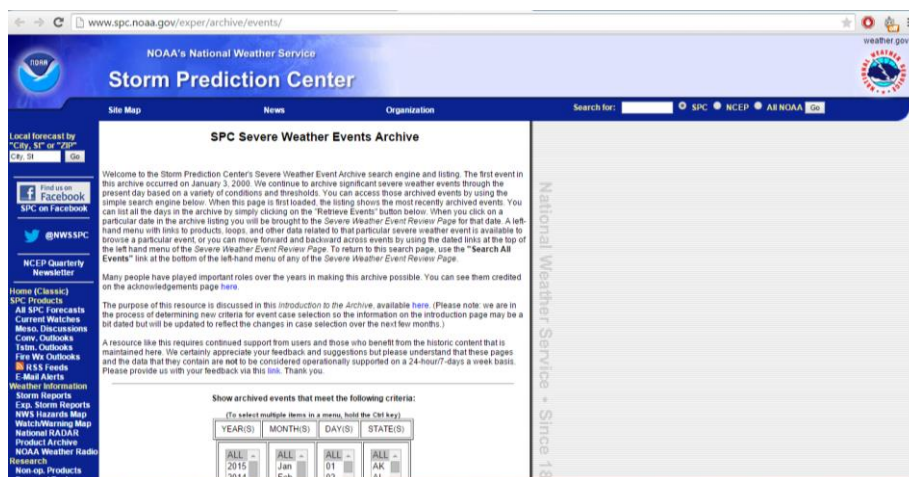 www.spc.noaa.gov/exper/archive/events/
weather.gov
NOAA's National Weather Service
Storm Prediction Center
Site Map News Organization Search for: SPC NCEP All NOAA Go
Local forecast by
"City, St" or "ZIP"
City, St Go
Find us on
Facebook
SPC on Facebook
@NWSSPC
NCEP Quarterly
Newsletter
Home (Classic)
SPC Products
All SPC Forecasts
Current Watches
Meso. Discussions
Conv. Outlooks
Tstm. Outlooks
Fire Wx Outlooks
RSS Feeds
E-Mail Alerts
Weather Information
Storm Reports
Exp. Storm Reports
NWS Hazards Map
Watch/Warning Map
National RADAR
Product Archive
NOAA Weather Radio
Research
Non-op. Products
SPC Severe Weather Events Archive
Welcome to the Storm Prediction Center's Severe Weather Event Archive search engine and listing. The first event in
this archive occurred on January 3, 2000. We continue to archive significant severe weather events through the
present day based on a variety of conditions and thresholds. You can access those archived events by using the
simple search engine below. When this page is first loaded, the listing shows the most recently archived events. You
can list all the days in the archive by simply clicking on the "Retrieve Events" button below. When you click on a
particular date in the archive listing you will be brought to the Severe Weather Event Review Page for that date. A left-
hand menu with links to products, loops, and other data related to that particular severe weather event is available to
browse a particular event, or you can move forward and backward across events by using the dated links at the top of
the left hand menu of the Severe Weather Event Review Page. To return to this search page, use the "Search All
Events" link at the bottom of the left-hand menu of any of the Severe Weather Event Review Page.
Many people have played important roles over the years in making this archive possible. You can see them credited
on the acknowledgements page here.
The purpose of this resource is discussed in this Introduction to the Archive, available here. (Please note: we are in
the process of determining new criteria for event case selection so the information on the introduction page may be a
bit dated but will be updated to reflect the changes in case selection over the next few months.)
A resource like this requires continued support from users and those who benefit from the historic content that is
maintained here. We certainly appreciate your feedback and suggestions but please understand that these pages
and the data that they contain are not to be considered operationally supported on a 24-hour/7-days a week basis.
Please provide us with your feedback via this link. Thank you.
Show archived events that meet the following criteria:
(To select multiple items in a menu, hold the Ctrl key)
YEAR(S) MONTH(S) DAY(S) STATE(S)
ALL ALL ALL ALL
2015 Jan 01 AK
National Weather Service • Since 18